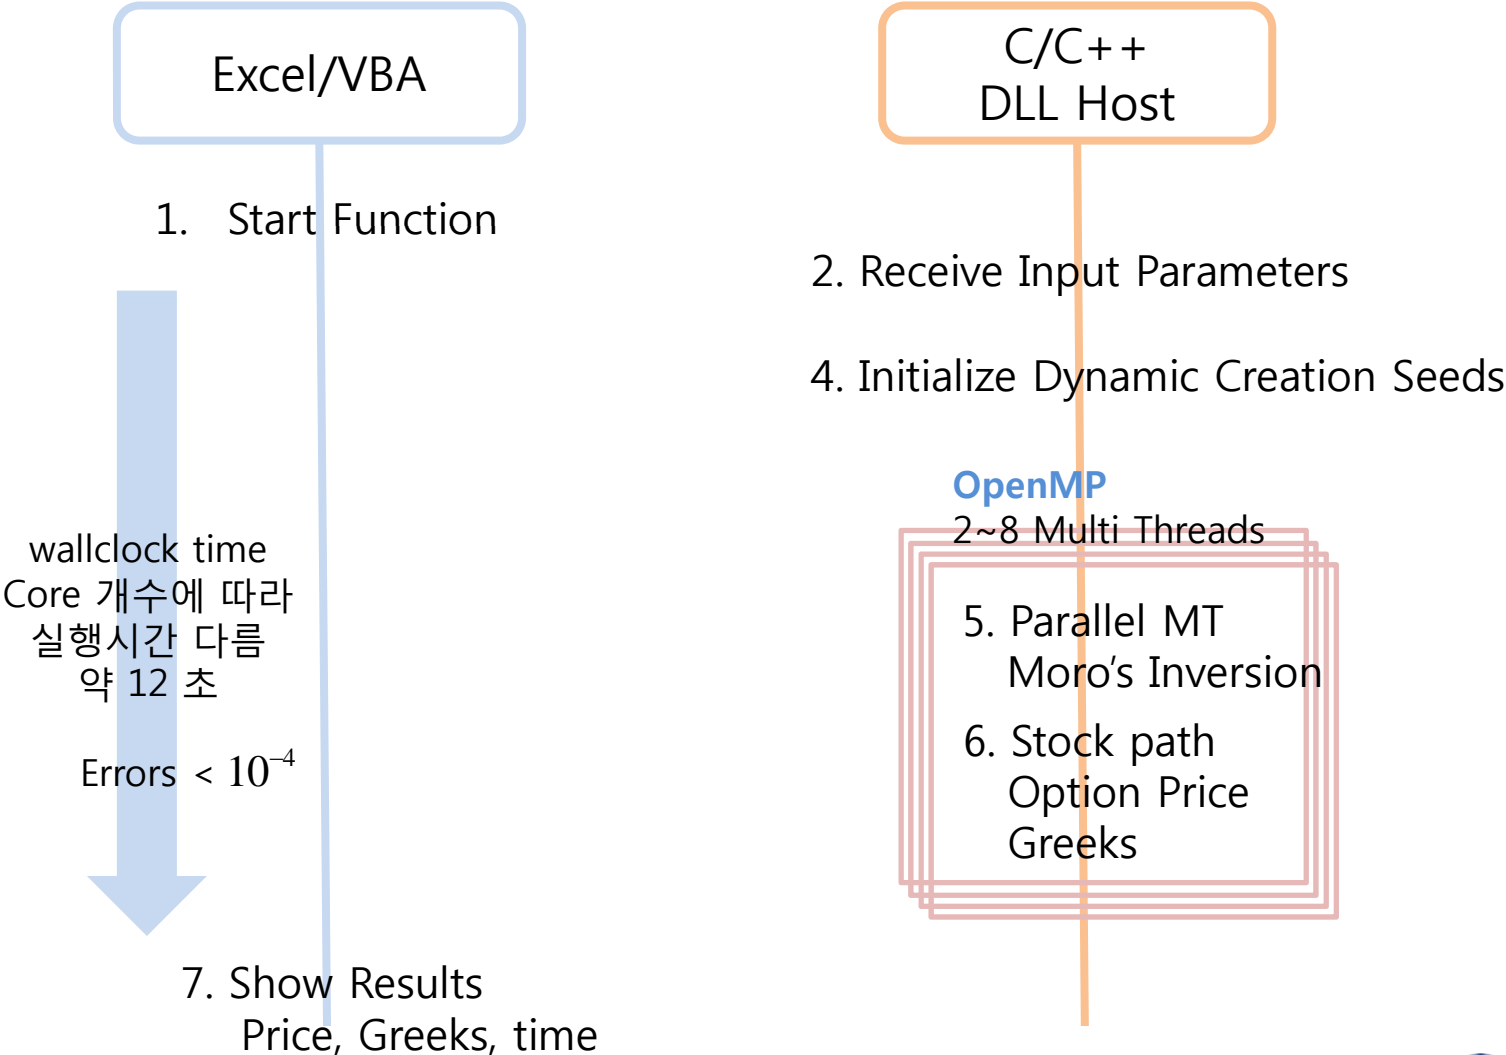 Excel/VBA
C/C++
DLL Host
1. Start Function
2. Receive Input Parameters
4. Initialize Dynamic Creation Seeds
OpenMP
2~8 Multi Threads
wallclock time
Core 개수에 따라
실행시간 다름
약 12 초
Errors < 10⁻⁴
5. Parallel MT
Moro's Inversion
6. Stock path
Option Price
Greeks
7. Show Results
Price, Greeks, time